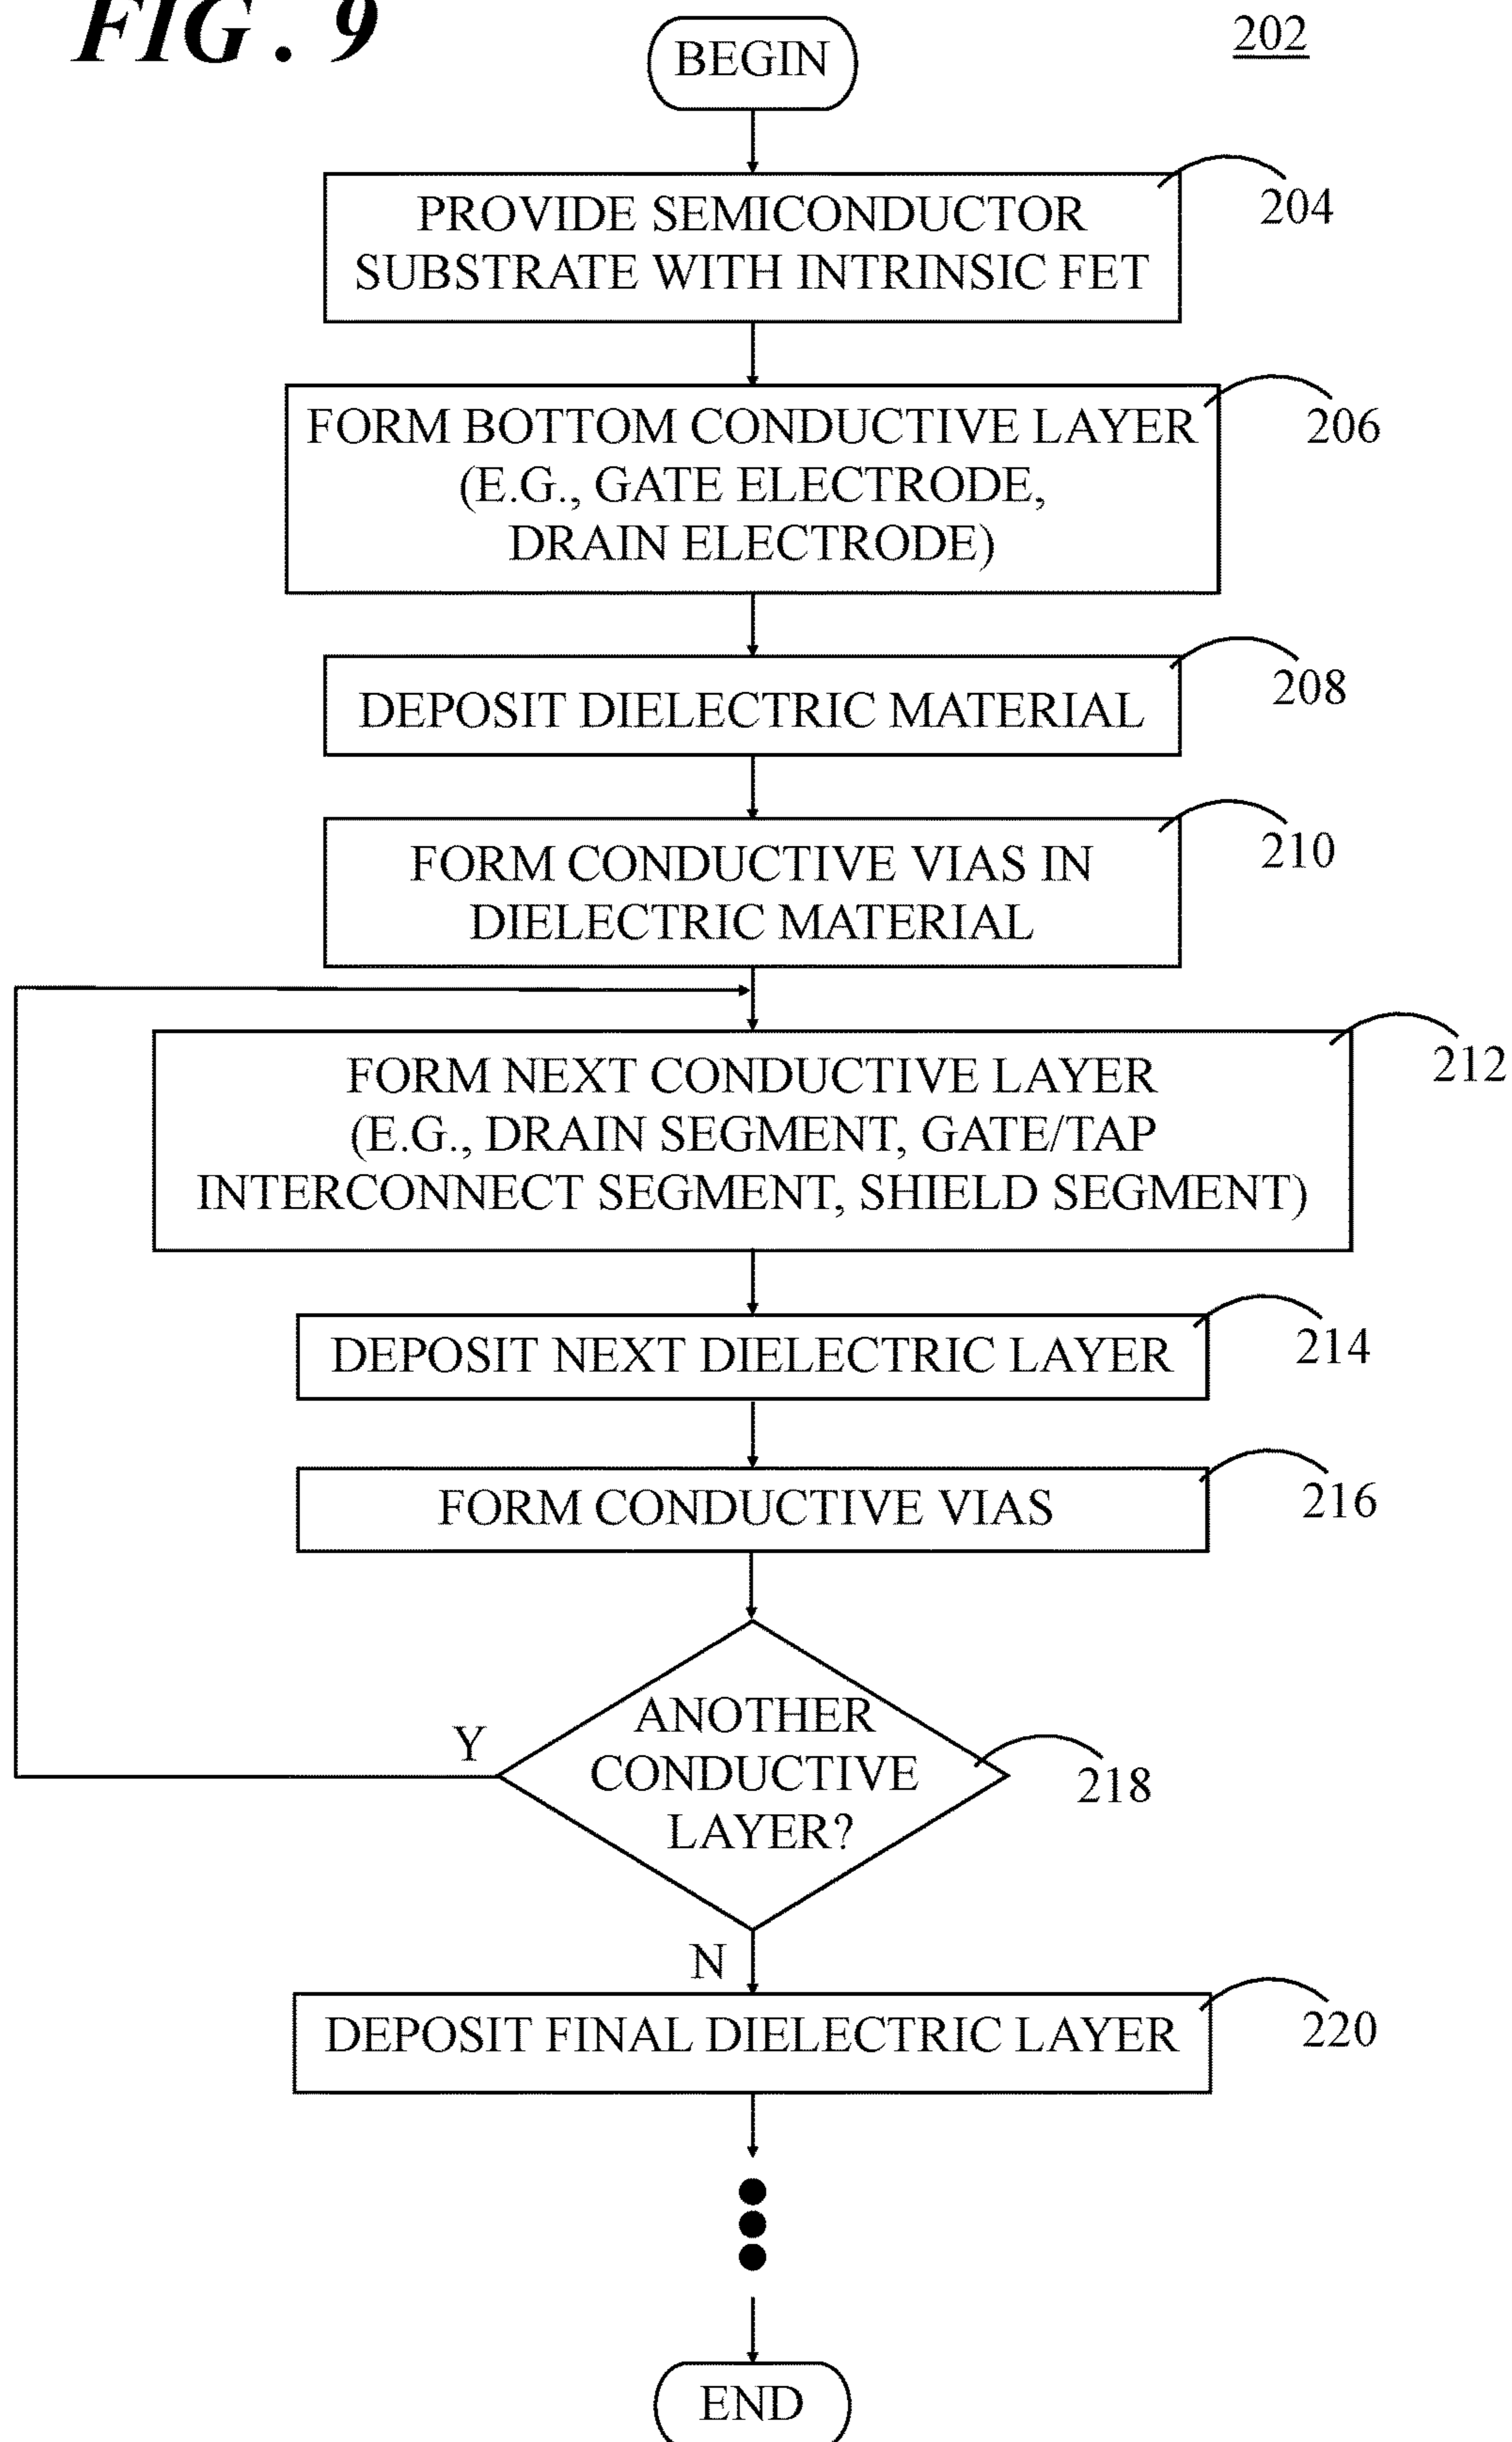 FIG. 9
202
BEGIN
PROVIDE SEMICONDUCTOR
SUBSTRATE WITH INTRINSIC FET
204
FORM BOTTOM CONDUCTIVE LAYER
(E.G., GATE ELECTRODE,
DRAIN ELECTRODE)
206
DEPOSIT DIELECTRIC MATERIAL
208
FORM CONDUCTIVE VIAS IN
DIELECTRIC MATERIAL
210
FORM NEXT CONDUCTIVE LAYER
(E.G., DRAIN SEGMENT, GATE/TAP
INTERCONNECT SEGMENT, SHIELD SEGMENT)
212
DEPOSIT NEXT DIELECTRIC LAYER
214
FORM CONDUCTIVE VIAS
216
ANOTHER
CONDUCTIVE
LAYER?
218
Y
N
DEPOSIT FINAL DIELECTRIC LAYER
220
END